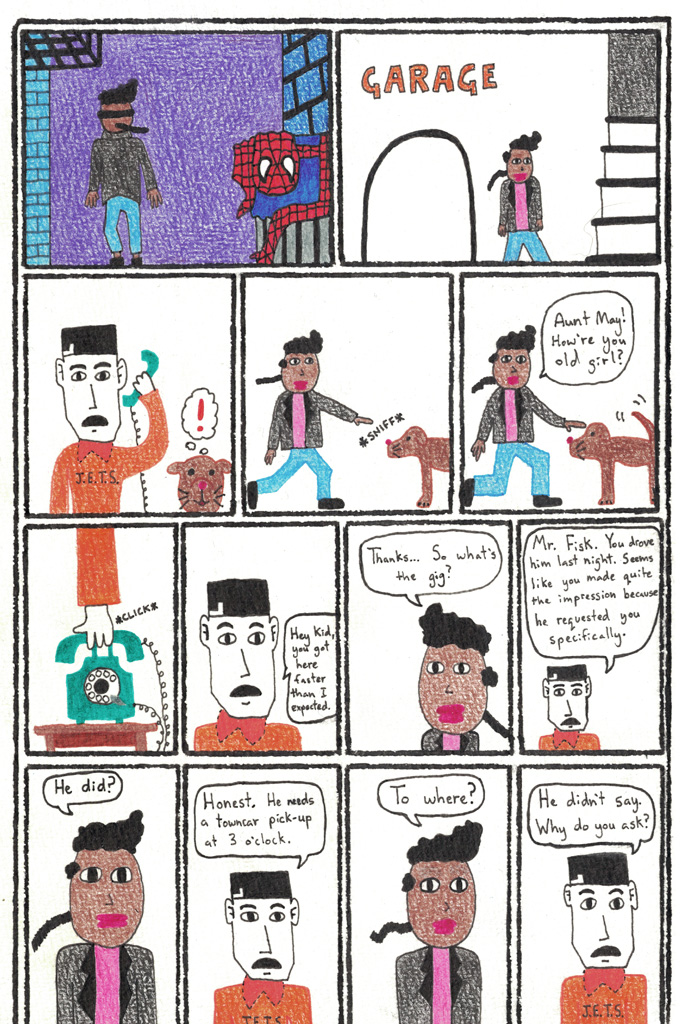 GARAGE
J.E.T.S.
!
*SNIFF*
Aunt May!
How're you
old girl?
*CLICK*
Hey Kid,
you got
here
faster
than I
expected.
Thanks... So what's
the gig?
Mr. Fisk. You drove
him last night. Seems
like you made quite
the impression because
he requested you
specifically.
He did?
Honest. He needs
a towncar pick-up
at 3 o'clock.
J.E.T.S.
To where?
He didn't say.
Why do you ask?
J.E.T.S.